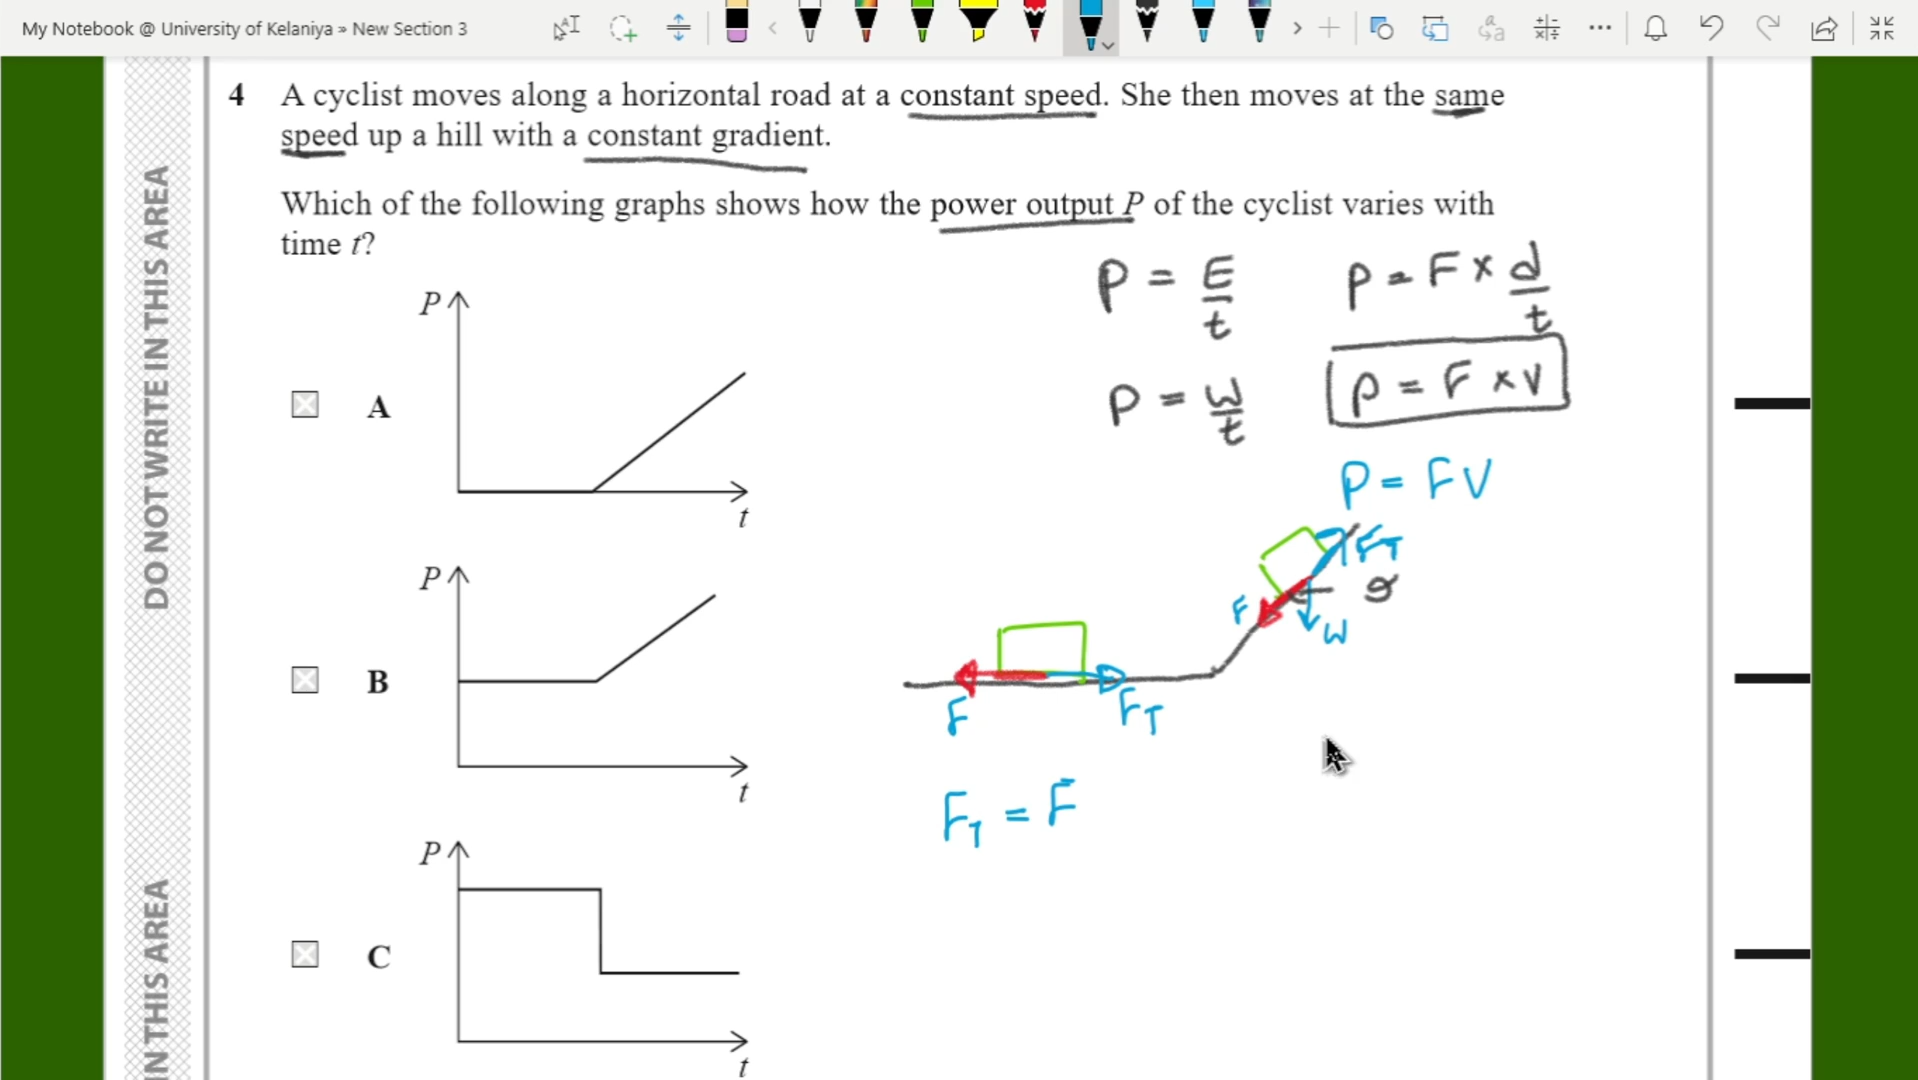 My Notebook @ University of Kelaniya » New Section 3
4 A cyclist moves along a horizontal road at a constant speed. She then moves at the same
speed up a hill with a constant gradient.
Which of the following graphs shows how the power output P of the cyclist varies with
time t?
P = E/t
P = F × d/t
P = W/t
P = F × V
P = FV
P
A
t
P
B
t
P
C
t
F
FT
F
FT
W
FT = F
DO NOT WRITE IN THIS AREA
IN THIS AREA